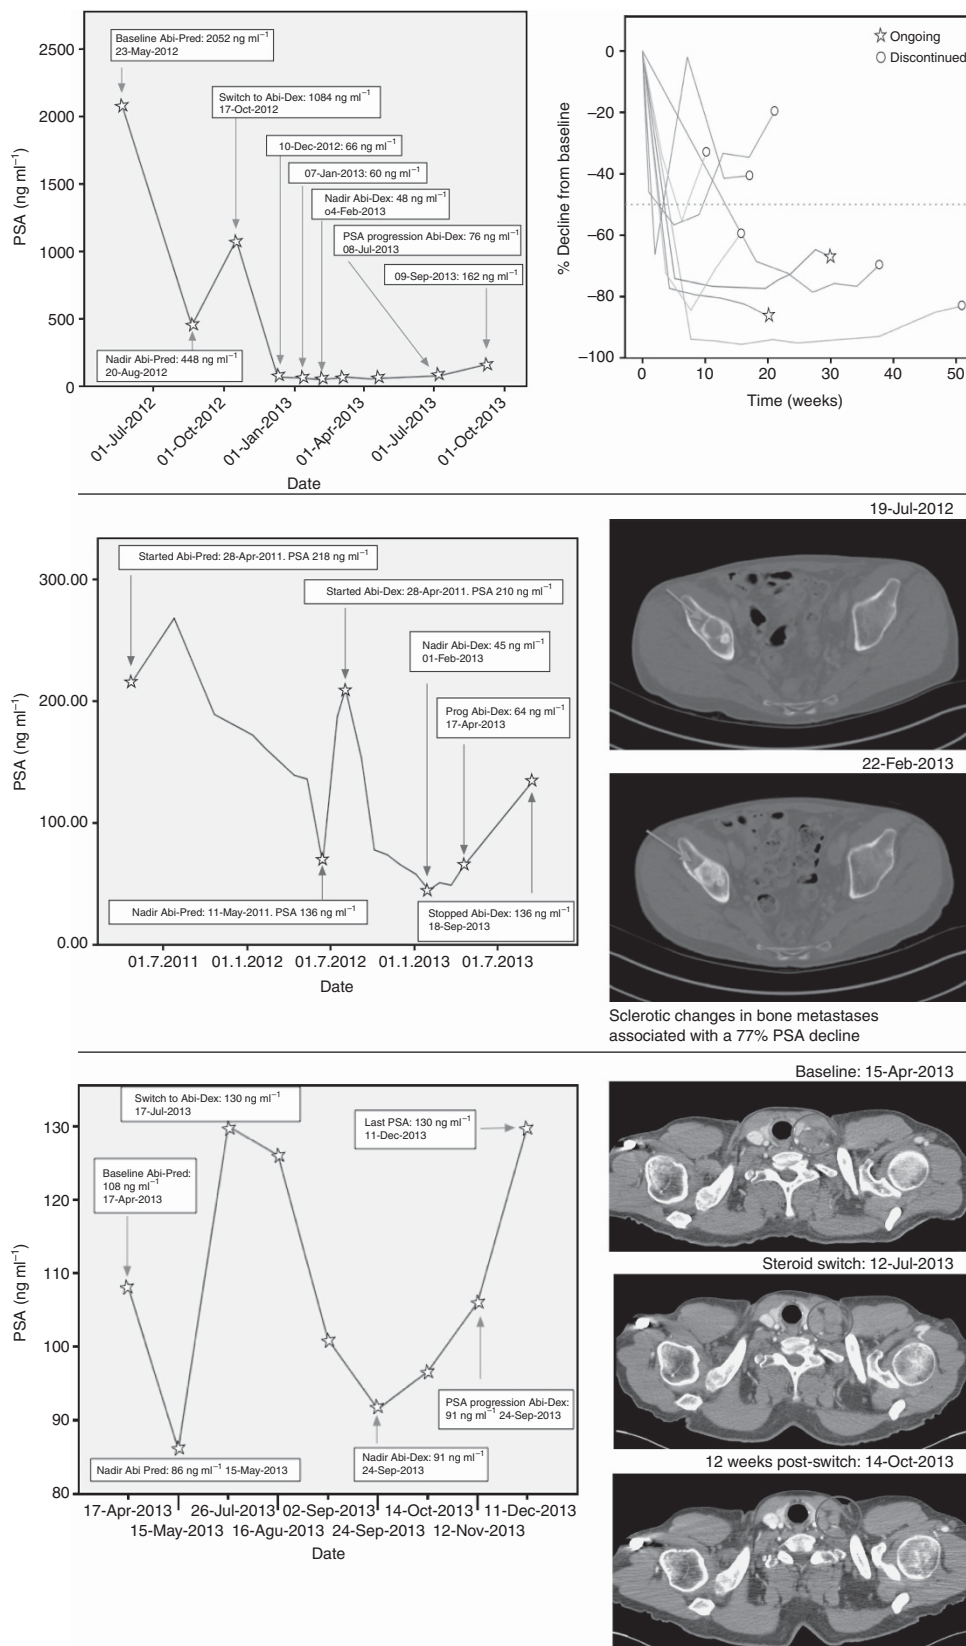 2500
2000
1500
1000
500
0
PSA (ng ml⁻¹)
Baseline Abi-Pred: 2052 ng ml⁻¹
23-May-2012
Switch to Abi-Dex: 1084 ng ml⁻¹
17-Oct-2012
10-Dec-2012: 66 ng ml⁻¹
07-Jan-2013: 60 ng ml⁻¹
Nadir Abi-Dex: 48 ng ml⁻¹
o4-Feb-2013
PSA progression Abi-Dex: 76 ng ml⁻¹
08-Jul-2013
09-Sep-2013: 162 ng ml⁻¹
Nadir Abi-Pred: 448 ng ml⁻¹
20-Aug-2012
01-Jul-2012
01-Oct-2012
01-Jan-2013
01-Apr-2013
01-Jul-2013
01-Oct-2013
Date
Ongoing
Discontinued
% Decline from baseline
0
–20
–40
–60
–80
–100
0 10 20 30 40 50
Time (weeks)
300.00
200.00
100.00
0.00
PSA (ng ml⁻¹)
Started Abi-Pred: 28-Apr-2011. PSA 218 ng ml⁻¹
Started Abi-Dex: 28-Apr-2011. PSA 210 ng ml⁻¹
Nadir Abi-Dex: 45 ng ml⁻¹
01-Feb-2013
Prog Abi-Dex: 64 ng ml⁻¹
17-Apr-2013
Nadir Abi-Pred: 11-May-2011. PSA 136 ng ml⁻¹
Stopped Abi-Dex: 136 ng ml⁻¹
18-Sep-2013
01.7.2011 01.1.2012 01.7.2012 01.1.2013 01.7.2013
Date
19-Jul-2012
22-Feb-2013
Sclerotic changes in bone metastases
associated with a 77% PSA decline
130
120
110
100
90
80
PSA (ng ml⁻¹)
Switch to Abi-Dex: 130 ng ml⁻¹
17-Jul-2013
Last PSA: 130 ng ml⁻¹
11-Dec-2013
Baseline Abi-Pred:
108 ng ml⁻¹
17-Apr-2013
PSA progression Abi-Dex:
91 ng ml⁻¹ 24-Sep-2013
Nadir Abi-Dex: 91 ng ml⁻¹
24-Sep-2013
Nadir Abi Pred: 86 ng ml⁻¹ 15-May-2013
17-Apr-2013 26-Jul-2013 02-Sep-2013 14-Oct-2013 11-Dec-2013
15-May-2013 16-Agu-2013 24-Sep-2013 12-Nov-2013
Date
Baseline: 15-Apr-2013
Steroid switch: 12-Jul-2013
12 weeks post-switch: 14-Oct-2013